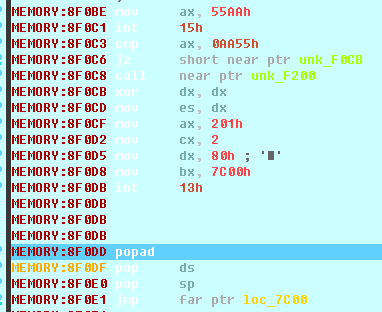 MEMORY:8F0BE mov ax, 55AAh
MEMORY:8F0C1 int 15h
MEMORY:8F0C3 cmp ax, 0AA55h
MEMORY:8F0C6 jz short near ptr unk_F0CB
MEMORY:8F0C8 call near ptr unk_F200
MEMORY:8F0CB xor dx, dx
MEMORY:8F0CD mov es, dx
MEMORY:8F0CF mov ax, 201h
MEMORY:8F0D2 mov cx, 2
MEMORY:8F0D5 mov dx, 80h ; '■'
MEMORY:8F0D8 mov bx, 7C00h
MEMORY:8F0DB int 13h
MEMORY:8F0DB
MEMORY:8F0DB
MEMORY:8F0DB
MEMORY:8F0DD popad
MEMORY:8F0DF pop ds
MEMORY:8F0E0 pop sp
MEMORY:8F0E1 jmp far ptr loc_7C00